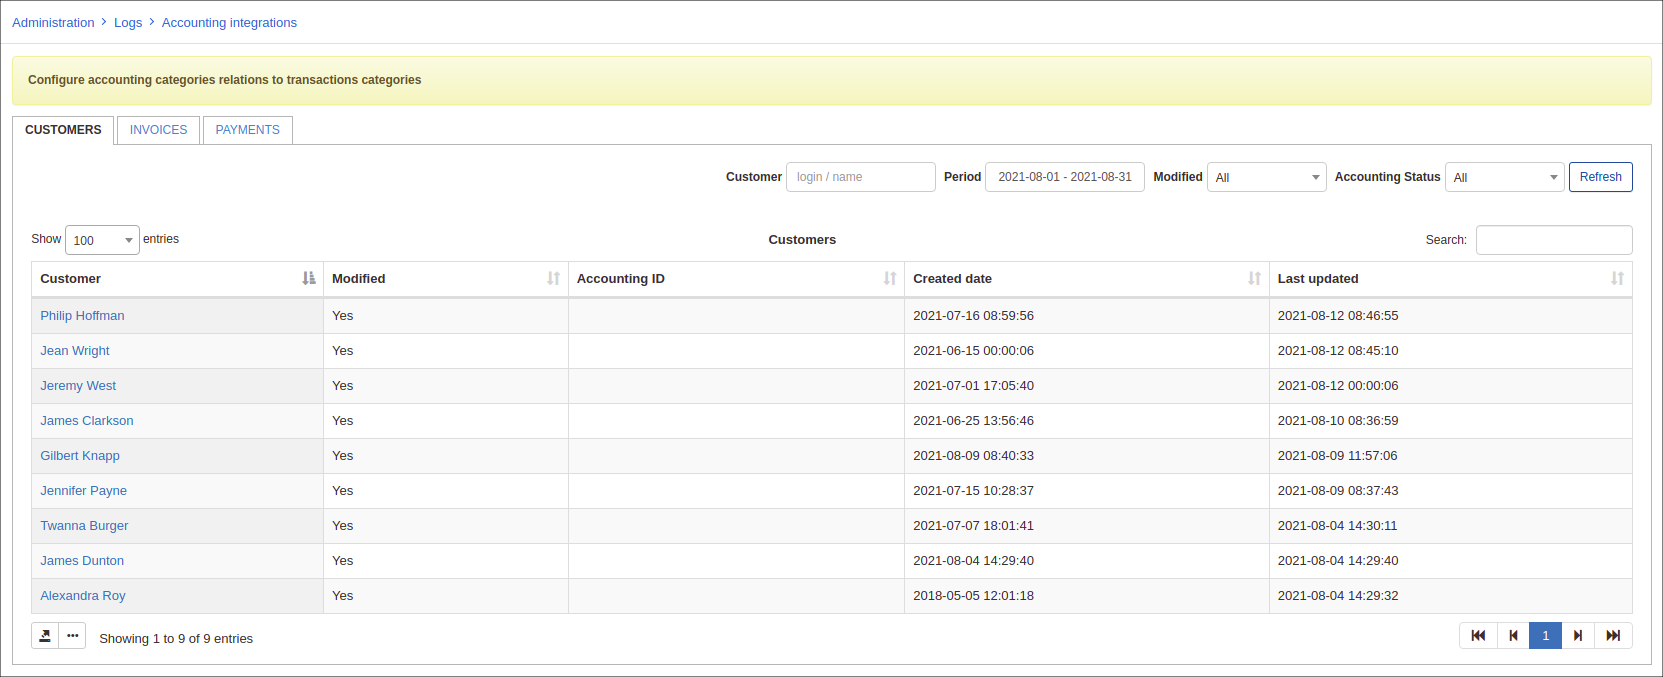 Administration > Logs > Accounting integrations
Configure accounting categories relations to transactions categories
CUSTOMERS INVOICES PAYMENTS
Customer login / name Period 2021-08-01 - 2021-08-31 Modified All Accounting Status All Refresh
Show 100 entries Customers Search:
Customer Modified Accounting ID Created date Last updated
Philip Hoffman Yes 2021-07-16 08:59:56 2021-08-12 08:46:55
Jean Wright Yes 2021-06-15 00:00:06 2021-08-12 08:45:10
Jeremy West Yes 2021-07-01 17:05:40 2021-08-12 00:00:06
James Clarkson Yes 2021-06-25 13:56:46 2021-08-10 08:36:59
Gilbert Knapp Yes 2021-08-09 08:40:33 2021-08-09 11:57:06
Jennifer Payne Yes 2021-07-15 10:28:37 2021-08-09 08:37:43
Twanna Burger Yes 2021-07-07 18:01:41 2021-08-04 14:30:11
James Dunton Yes 2021-08-04 14:29:40 2021-08-04 14:29:40
Alexandra Roy Yes 2018-05-05 12:01:18 2021-08-04 14:29:32
Showing 1 to 9 of 9 entries 1